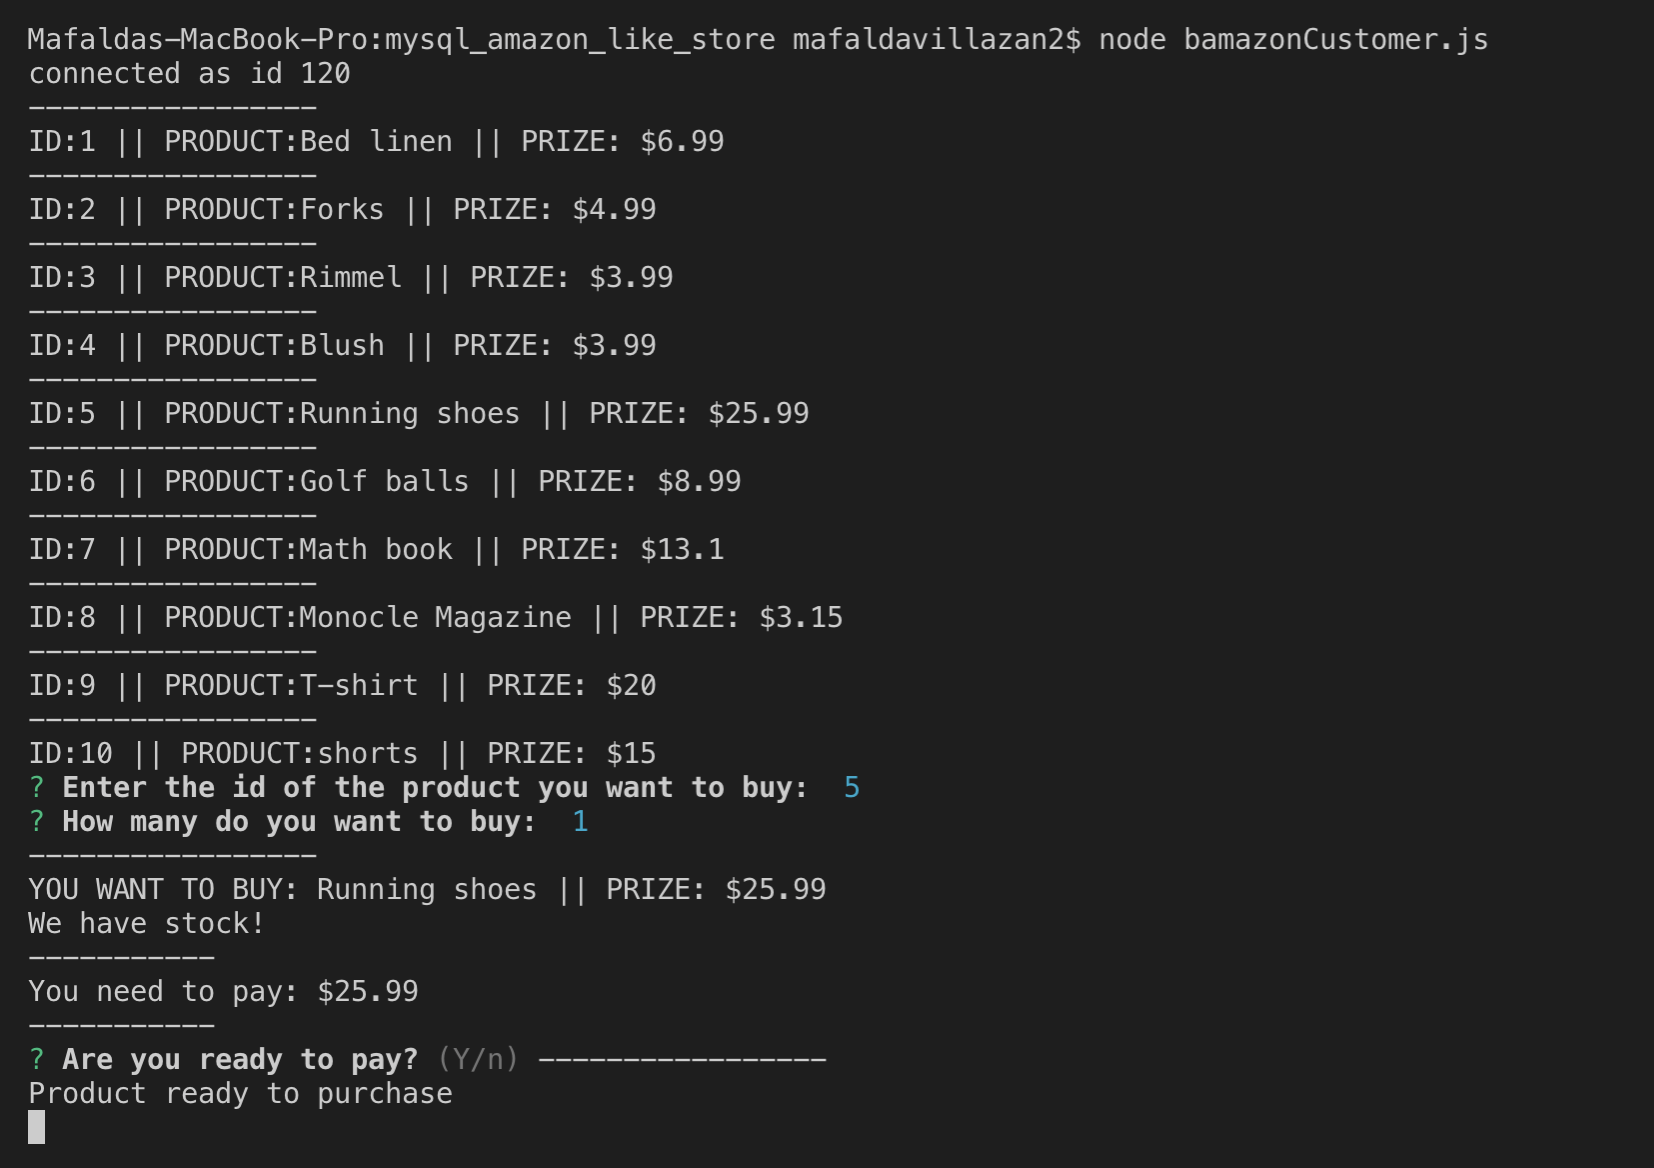 Mafaldas-MacBook-Pro:mysql_amazon_like_store mafaldavillazan2$ node bamazonCustomer.js
connected as id 120
-----------------
ID:1 || PRODUCT:Bed linen || PRIZE: $6.99
-----------------
ID:2 || PRODUCT:Forks || PRIZE: $4.99
-----------------
ID:3 || PRODUCT:Rimmel || PRIZE: $3.99
-----------------
ID:4 || PRODUCT:Blush || PRIZE: $3.99
-----------------
ID:5 || PRODUCT:Running shoes || PRIZE: $25.99
-----------------
ID:6 || PRODUCT:Golf balls || PRIZE: $8.99
-----------------
ID:7 || PRODUCT:Math book || PRIZE: $13.1
-----------------
ID:8 || PRODUCT:Monocle Magazine || PRIZE: $3.15
-----------------
ID:9 || PRODUCT:T-shirt || PRIZE: $20
-----------------
ID:10 || PRODUCT:shorts || PRIZE: $15
? Enter the id of the product you want to buy:  5
? How many do you want to buy:  1
-----------------
YOU WANT TO BUY: Running shoes || PRIZE: $25.99
We have stock!
-----------
You need to pay: $25.99
-----------
? Are you ready to pay? (Y/n) -----------------
Product ready to purchase